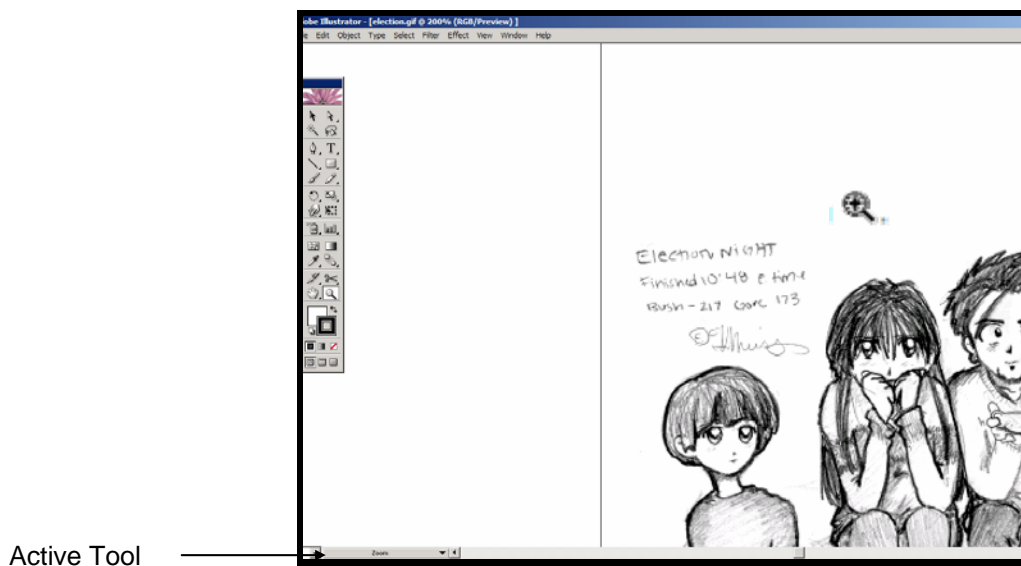 obe Illustrator - [election.gif @ 200% (RGB/Preview) ]
e Edit Object Type Select Filter Effect View Window Help
T
Election NIGHT
Finished 10:48 e time
Bush - 217 Gore 173
©
Zoom
Active Tool